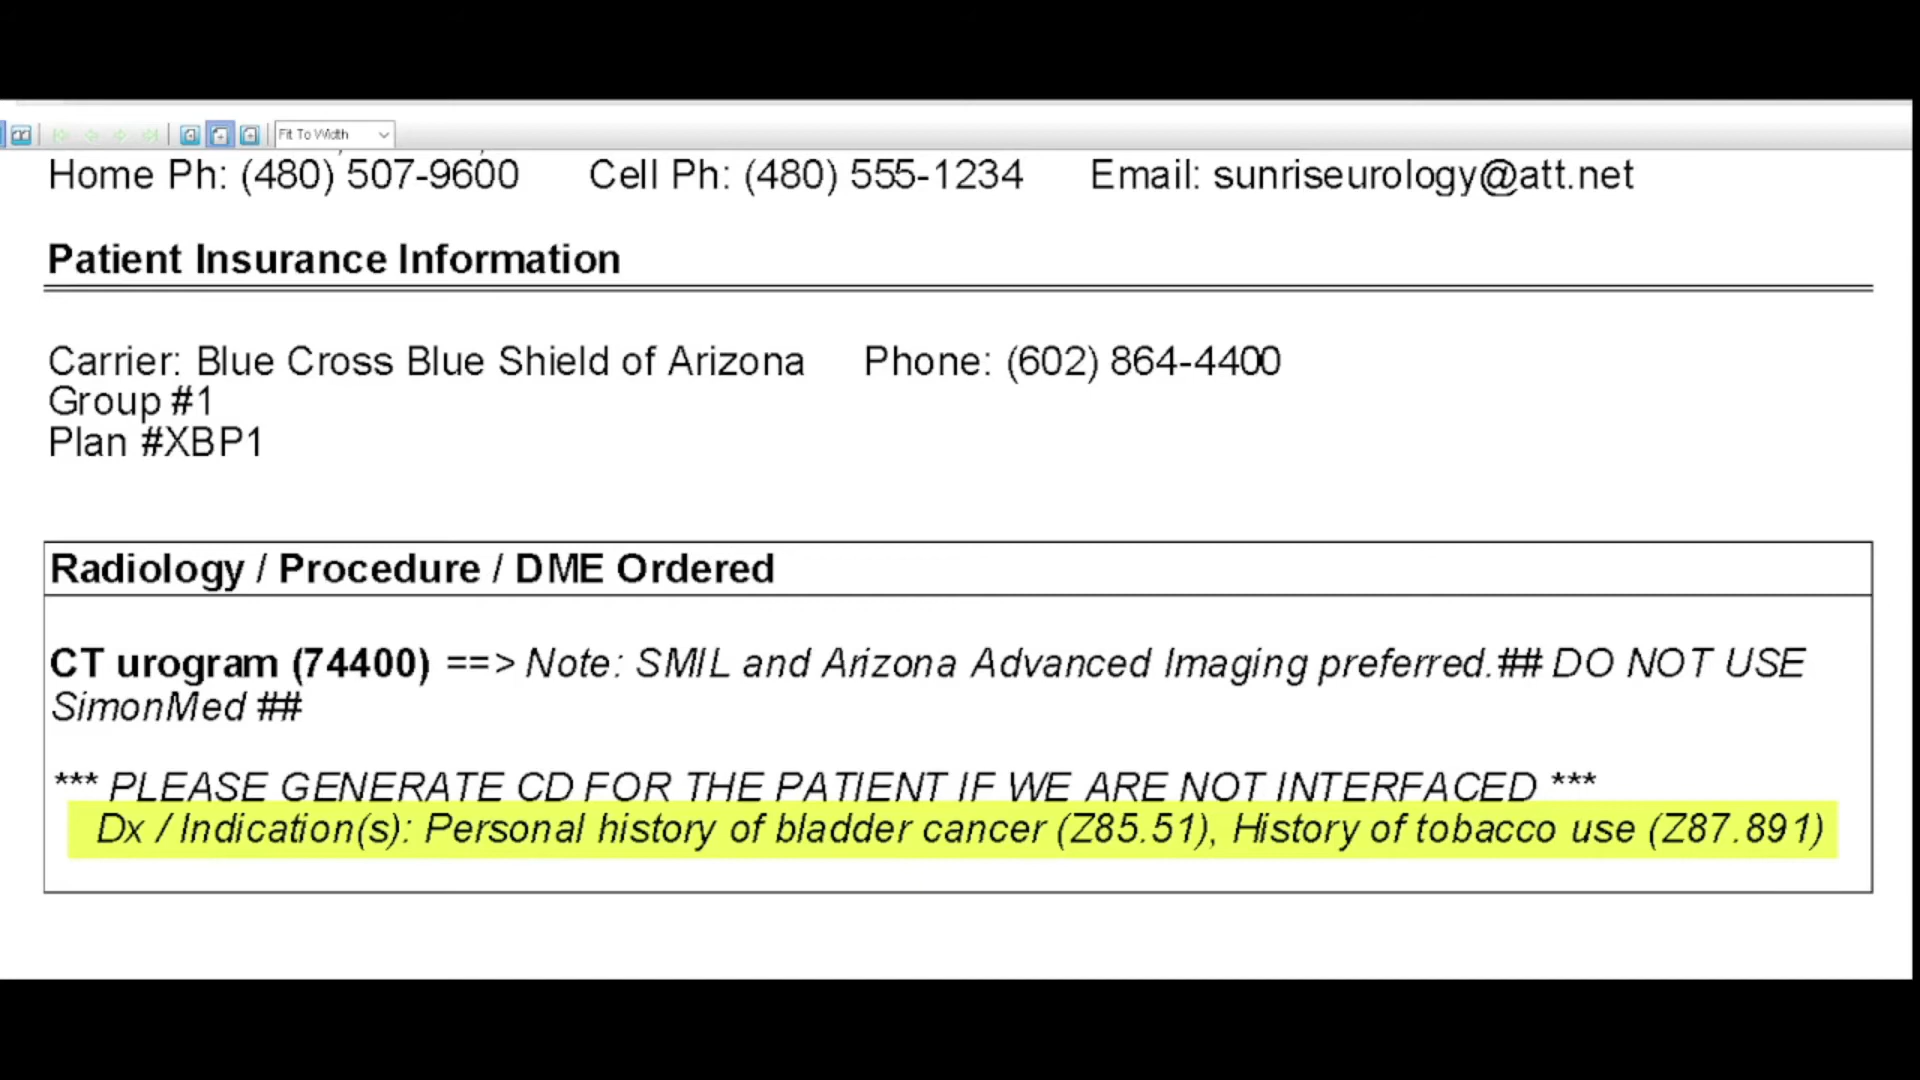 Fit To Width
Home Ph: (480) 507-9600 Cell Ph: (480) 555-1234 Email: sunriseurology@att.net
Patient Insurance Information
Carrier: Blue Cross Blue Shield of Arizona Phone: (602) 864-4400
Group #1
Plan #XBP1
Radiology / Procedure / DME Ordered
CT urogram (74400) ==> Note: SMIL and Arizona Advanced Imaging preferred.## DO NOT USE
SimonMed ##
*** PLEASE GENERATE CD FOR THE PATIENT IF WE ARE NOT INTERFACED ***
Dx / Indication(s): Personal history of bladder cancer (Z85.51), History of tobacco use (Z87.891)